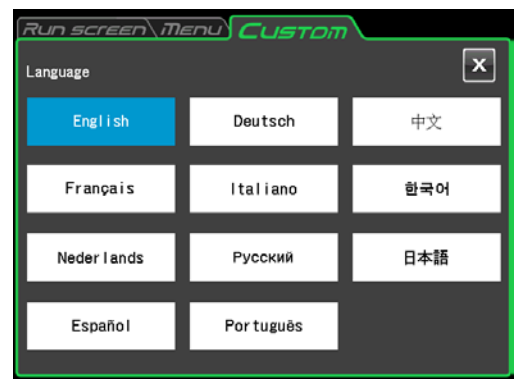 Run screen Menu Custom
Language
X
English Deutsch 中文
Français Italiano 한국어
Nederlands Русский 日本語
Español Português